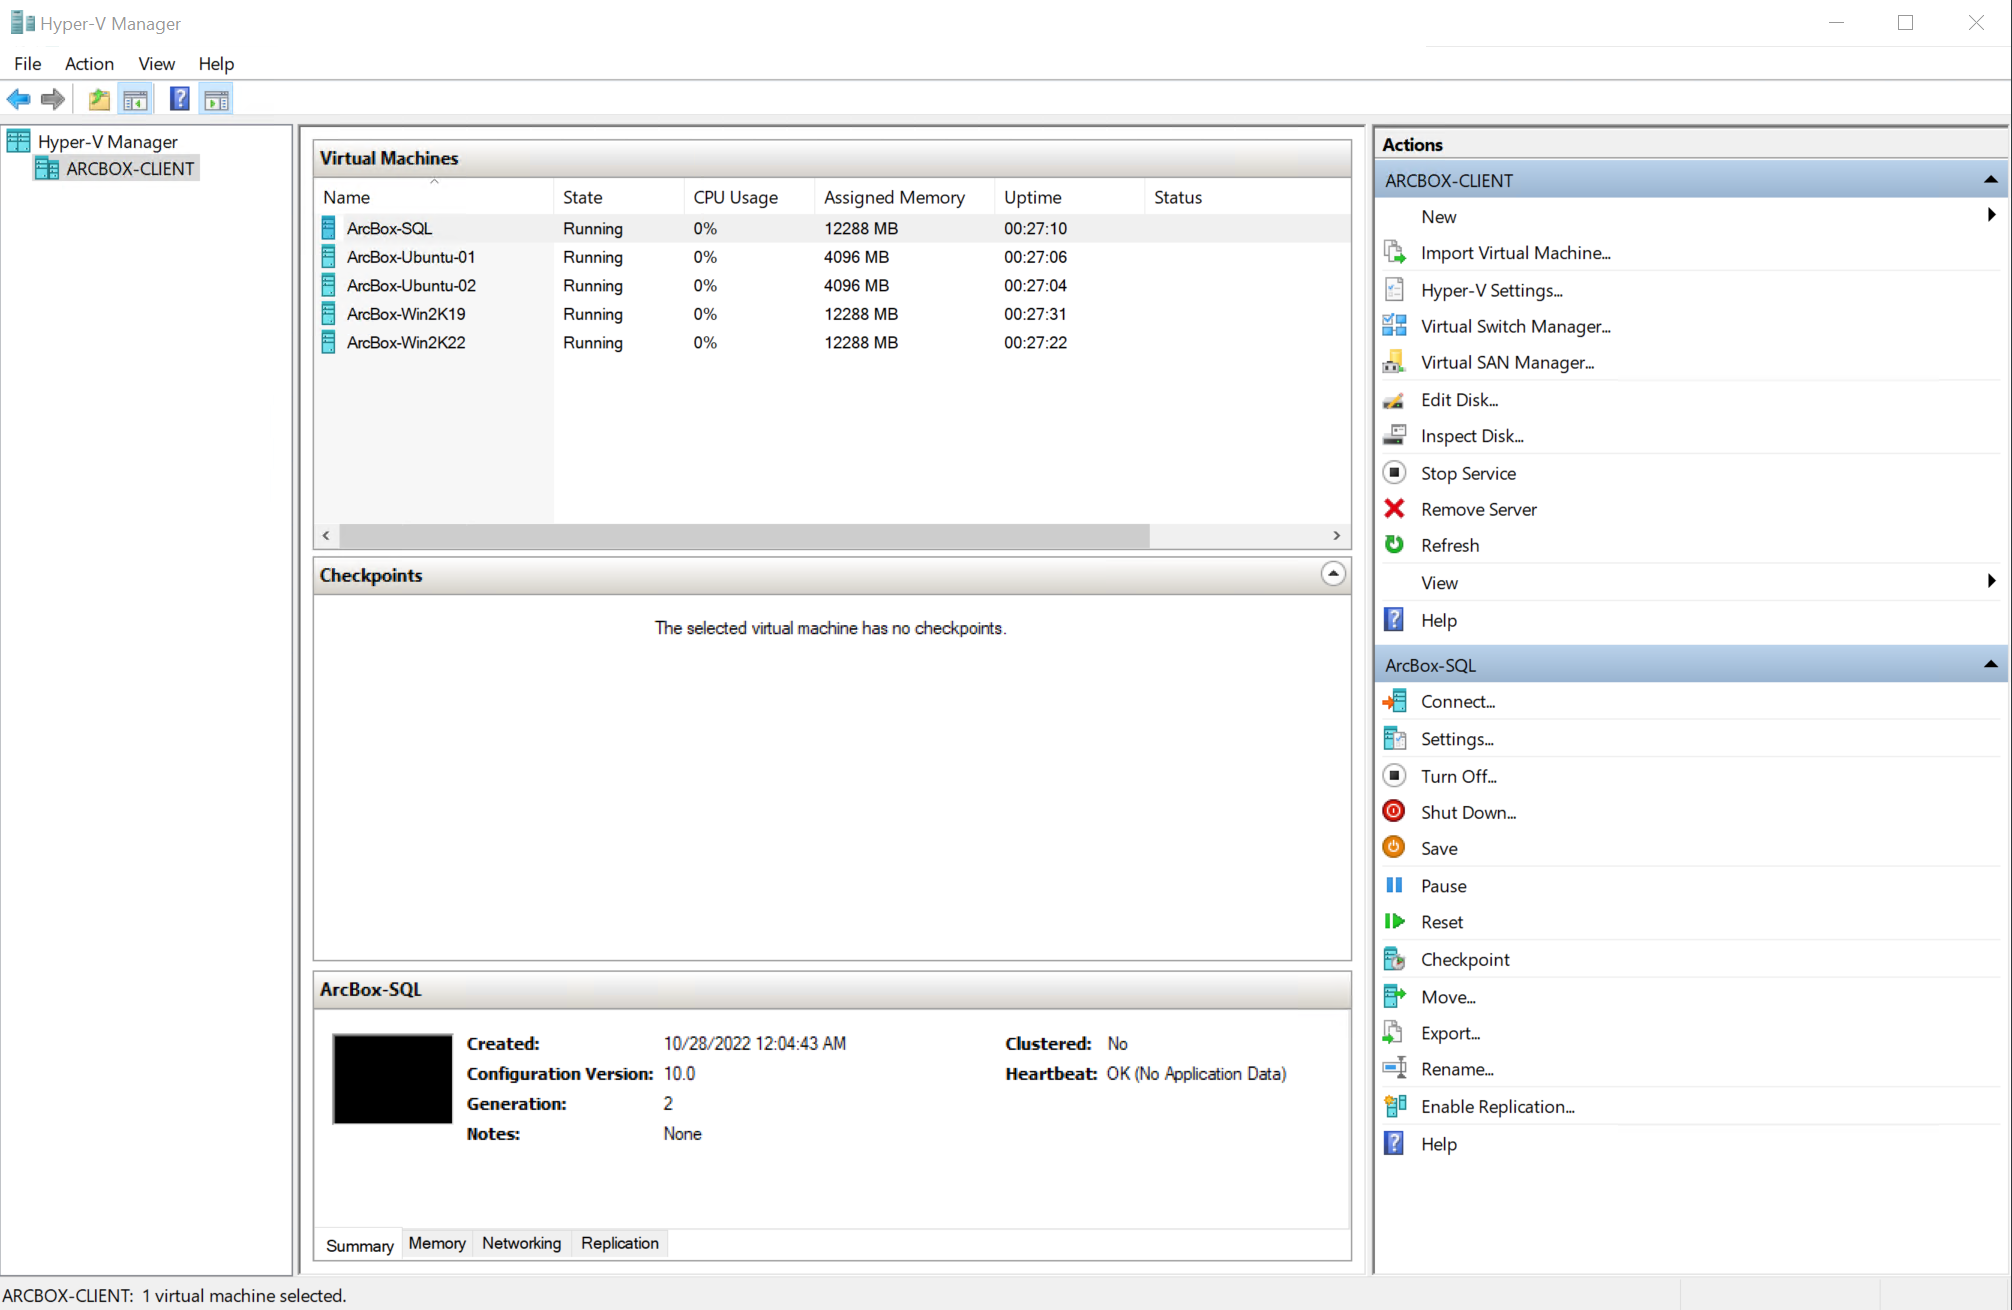 Hyper-V Manager
File Action View Help
Hyper-V Manager
ARCBOX-CLIENT
Virtual Machines
Name State CPU Usage Assigned Memory Uptime Status
ArcBox-SQL Running 0% 12288 MB 00:27:10
ArcBox-Ubuntu-01 Running 0% 4096 MB 00:27:06
ArcBox-Ubuntu-02 Running 0% 4096 MB 00:27:04
ArcBox-Win2K19 Running 0% 12288 MB 00:27:31
ArcBox-Win2K22 Running 0% 12288 MB 00:27:22
Checkpoints
The selected virtual machine has no checkpoints.
ArcBox-SQL
Created: 10/28/2022 12:04:43 AM Clustered: No
Configuration Version: 10.0 Heartbeat: OK (No Application Data)
Generation: 2
Notes: None
Summary Memory Networking Replication
Actions
ARCBOX-CLIENT
New
Import Virtual Machine...
Hyper-V Settings...
Virtual Switch Manager...
Virtual SAN Manager...
Edit Disk...
Inspect Disk...
Stop Service
Remove Server
Refresh
View
Help
ArcBox-SQL
Connect...
Settings...
Turn Off...
Shut Down...
Save
Pause
Reset
Checkpoint
Move...
Export...
Rename...
Enable Replication...
Help
ARCBOX-CLIENT: 1 virtual machine selected.